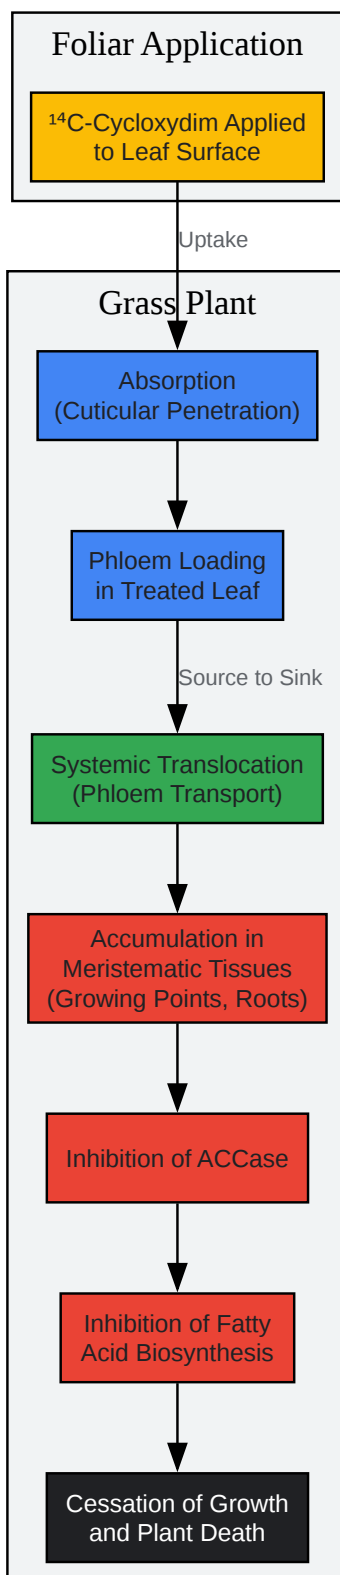 Foliar Application
¹⁴C-Cycloxydim Applied
to Leaf Surface
Uptake
Grass Plant
Absorption
(Cuticular Penetration)
Phloem Loading
in Treated Leaf
Source to Sink
Systemic Translocation
(Phloem Transport)
Accumulation in
Meristematic Tissues
(Growing Points, Roots)
Inhibition of ACCase
Inhibition of Fatty
Acid Biosynthesis
Cessation of Growth
and Plant Death